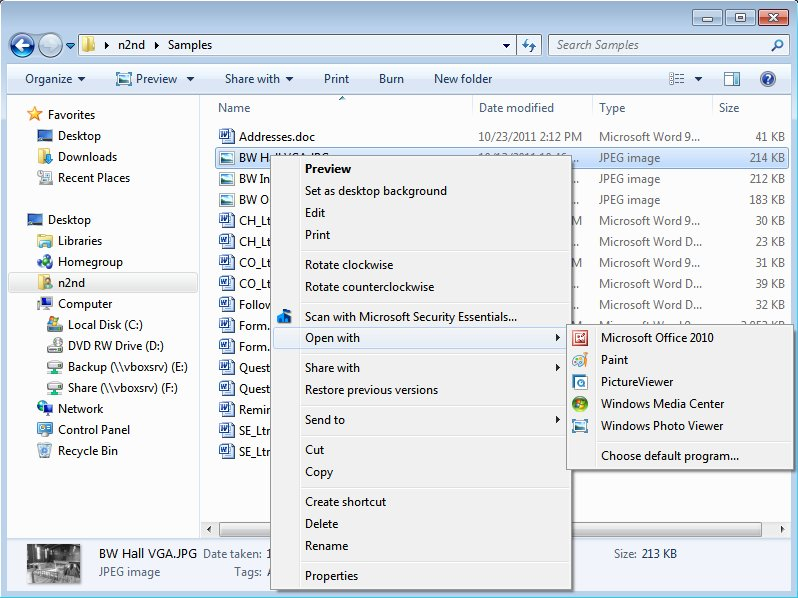 n2nd Samples
Search Samples
Organize Preview Share with Print Burn New folder
Favorites
Desktop
Downloads
Recent Places
Desktop
Libraries
Homegroup
n2nd
Computer
Local Disk (C:)
DVD RW Drive (D:)
Backup (\\vboxsrv) (E:)
Share (\\vboxsrv) (F:)
Network
Control Panel
Recycle Bin
Name Date modified Type Size
Addresses.doc 10/23/2011 2:12 PM Microsoft Word 9... 41 KB
BW Hall VGA.JPG JPEG image 214 KB
BW In JPEG image 212 KB
BW O JPEG image 183 KB
CH_Lt M Microsoft Word 9... 30 KB
CH_Lt Microsoft Word D... 23 KB
CO_Lt M Microsoft Word 9... 31 KB
CO_Lt Microsoft Word D... 39 KB
Follow M Microsoft Word D... 32 KB
Form.
Form.
Quest
Quest
Remin
SE_Ltr
SE_Ltr
Preview
Set as desktop background
Edit
Print
Rotate clockwise
Rotate counterclockwise
Scan with Microsoft Security Essentials...
Open with
Share with
Restore previous versions
Send to
Cut
Copy
Create shortcut
Delete
Rename
Properties
Microsoft Office 2010
Paint
PictureViewer
Windows Media Center
Windows Photo Viewer
Choose default program...
BW Hall VGA.JPG Date taken: 1 Size: 213 KB
JPEG image Tags: A